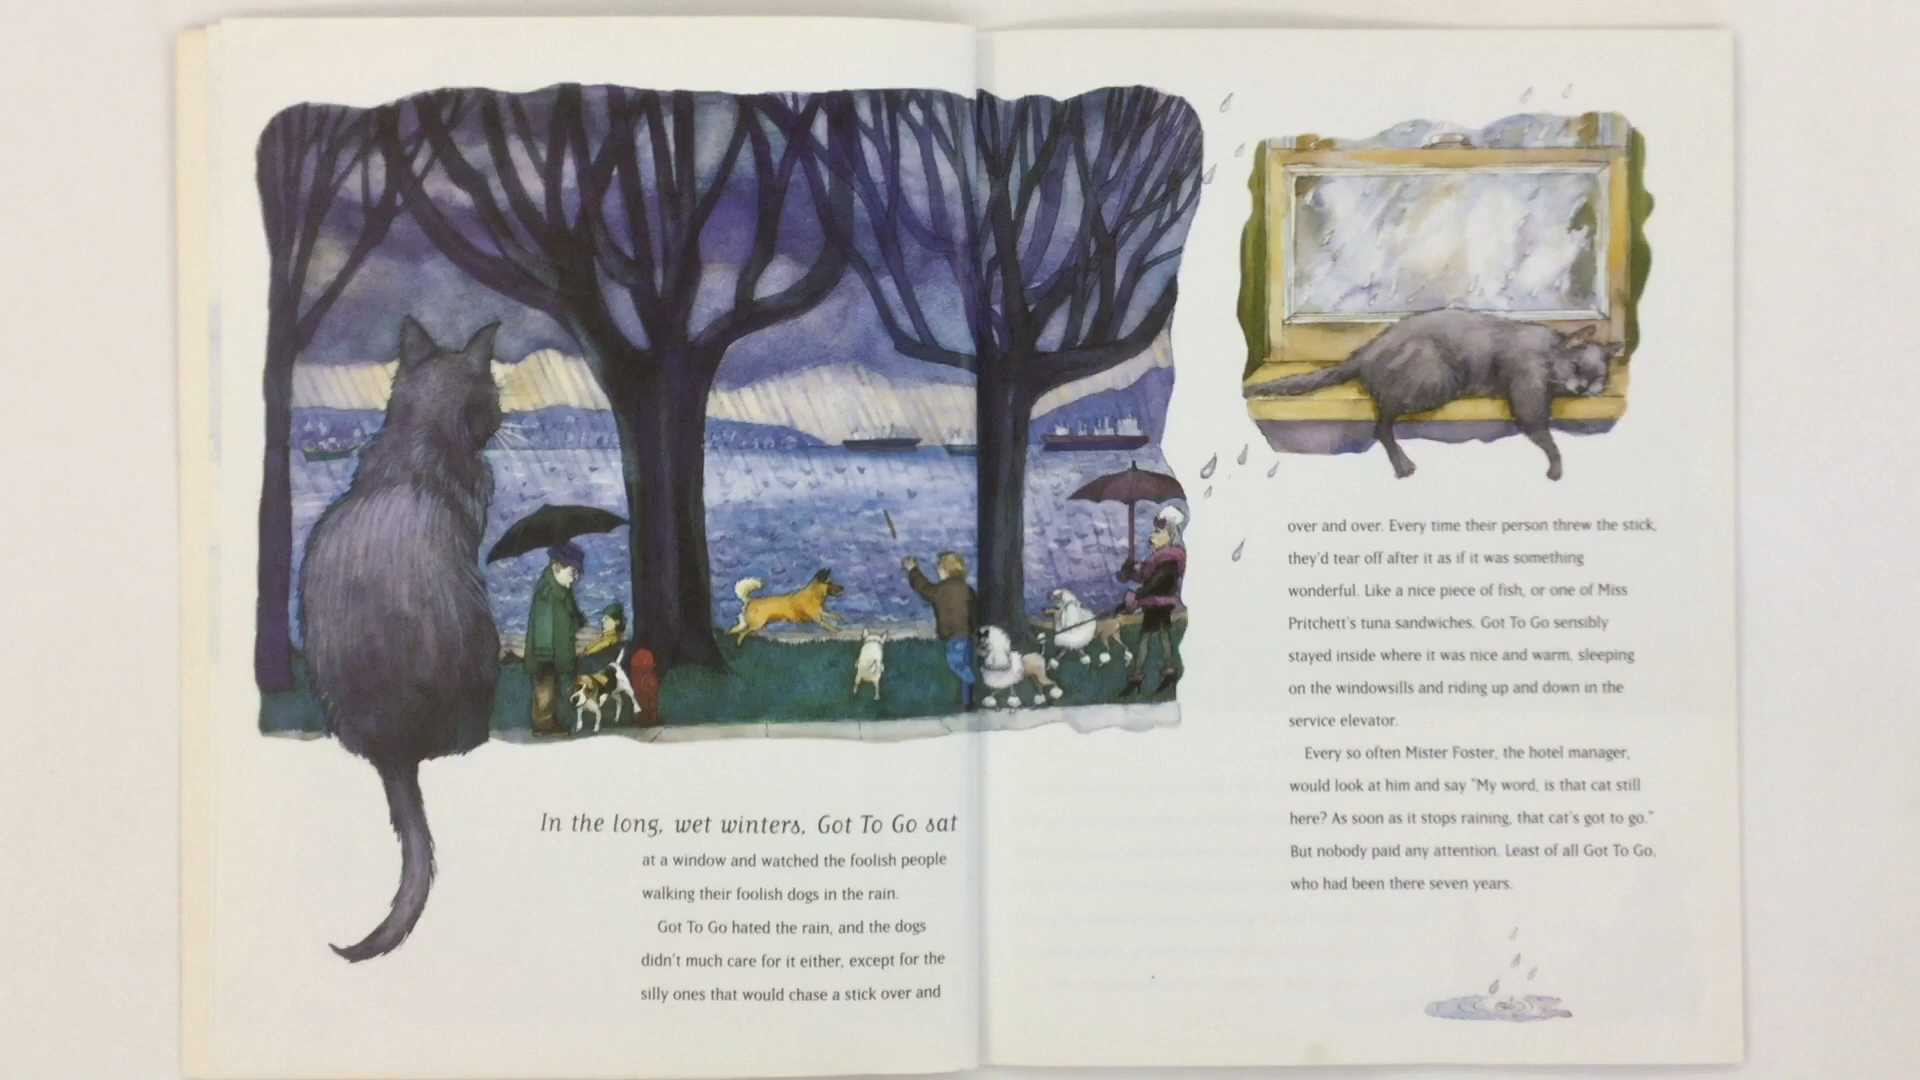 In the long, wet winters, Got To Go sat
at a window and watched the foolish people
walking their foolish dogs in the rain.
Got To Go hated the rain, and the dogs
didn't much care for it either, except for the
silly ones that would chase a stick over and
over and over. Every time their person threw the stick,
they'd tear off after it as if it was something
wonderful. Like a nice piece of fish, or one of Miss
Pritchett's tuna sandwiches. Got To Go sensibly
stayed inside where it was nice and warm, sleeping
on the windowsills and riding up and down in the
service elevator.
Every so often Mister Foster, the hotel manager,
would look at him and say "My word, is that cat still
here? As soon as it stops raining, that cat's got to go."
But nobody paid any attention. Least of all Got To Go,
who had been there seven years.